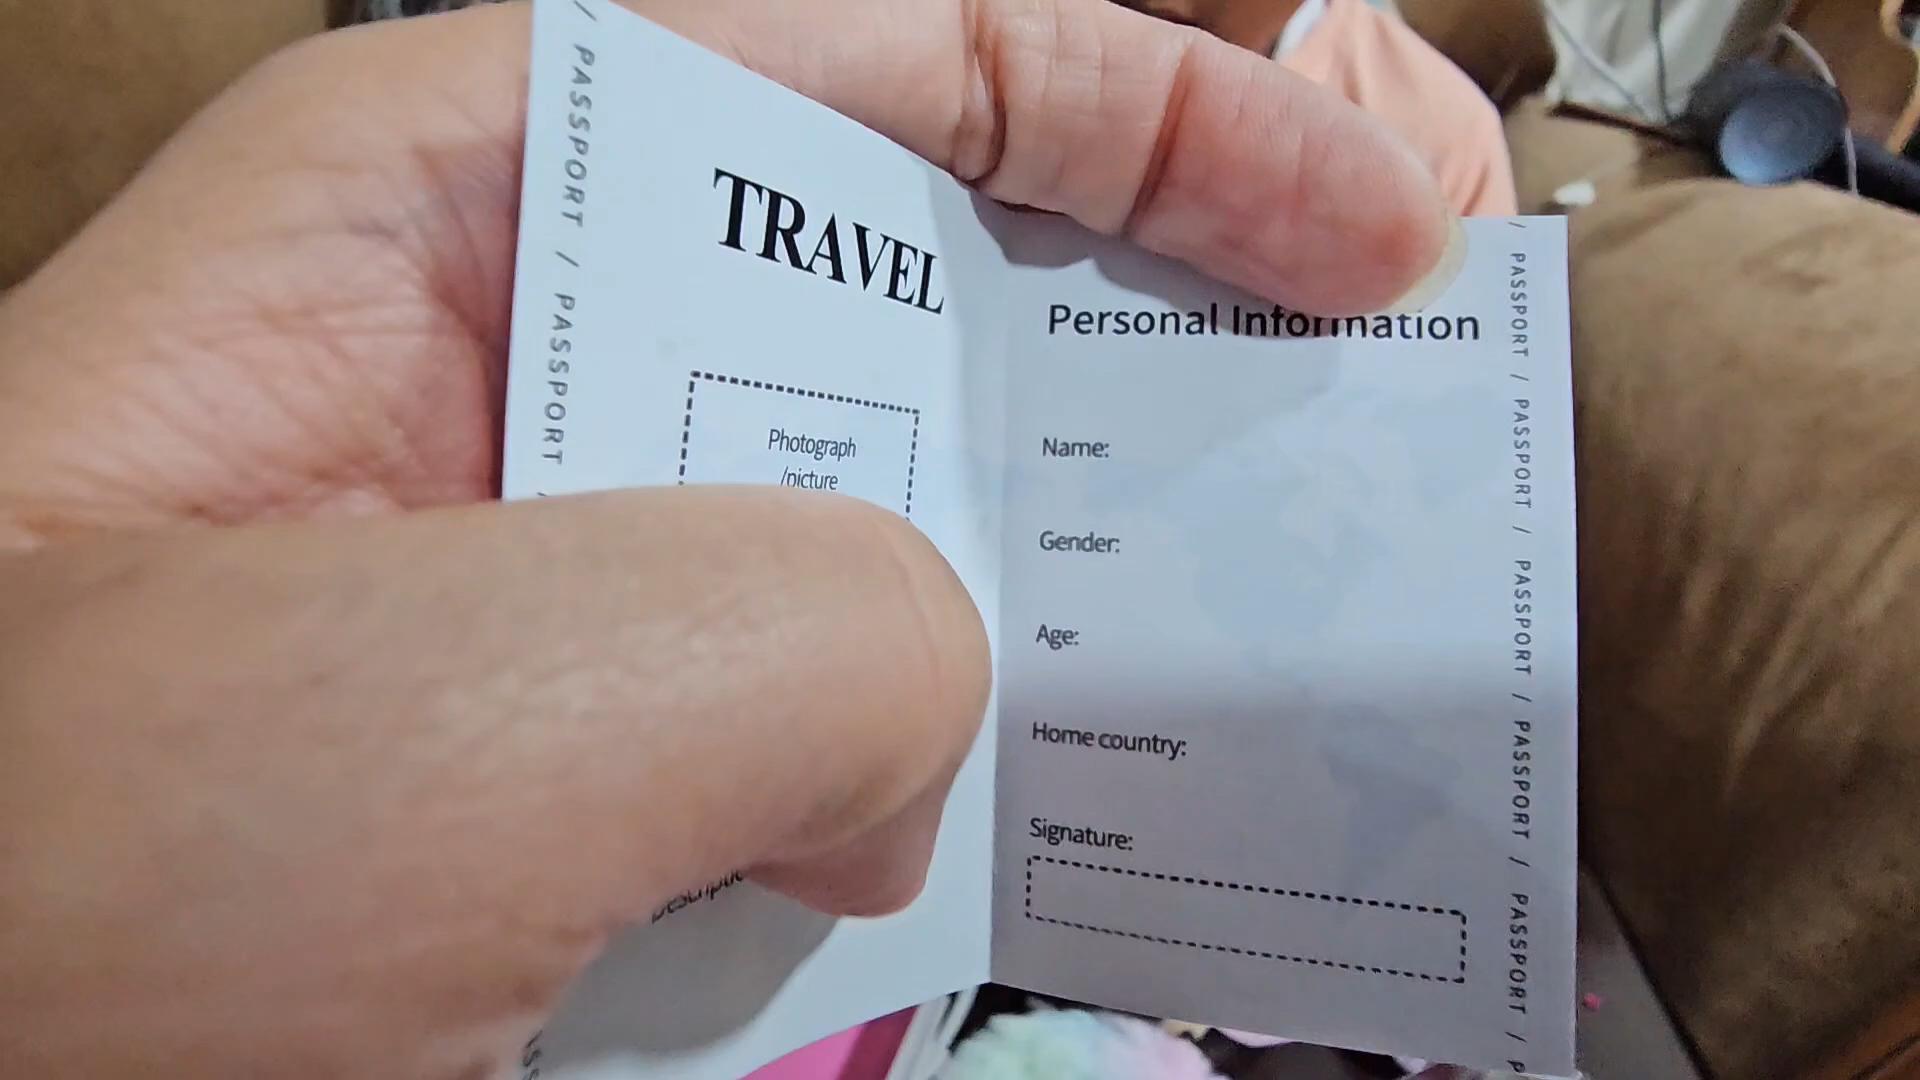 / PASSPORT / PASSPORT /
TRAVEL
Photograph
/picture
Personal Information
Name:
Gender:
Age:
Home country:
Signature:
/ PASSPORT / PASSPORT / PASSPORT / PASSPORT / PASSPORT / P